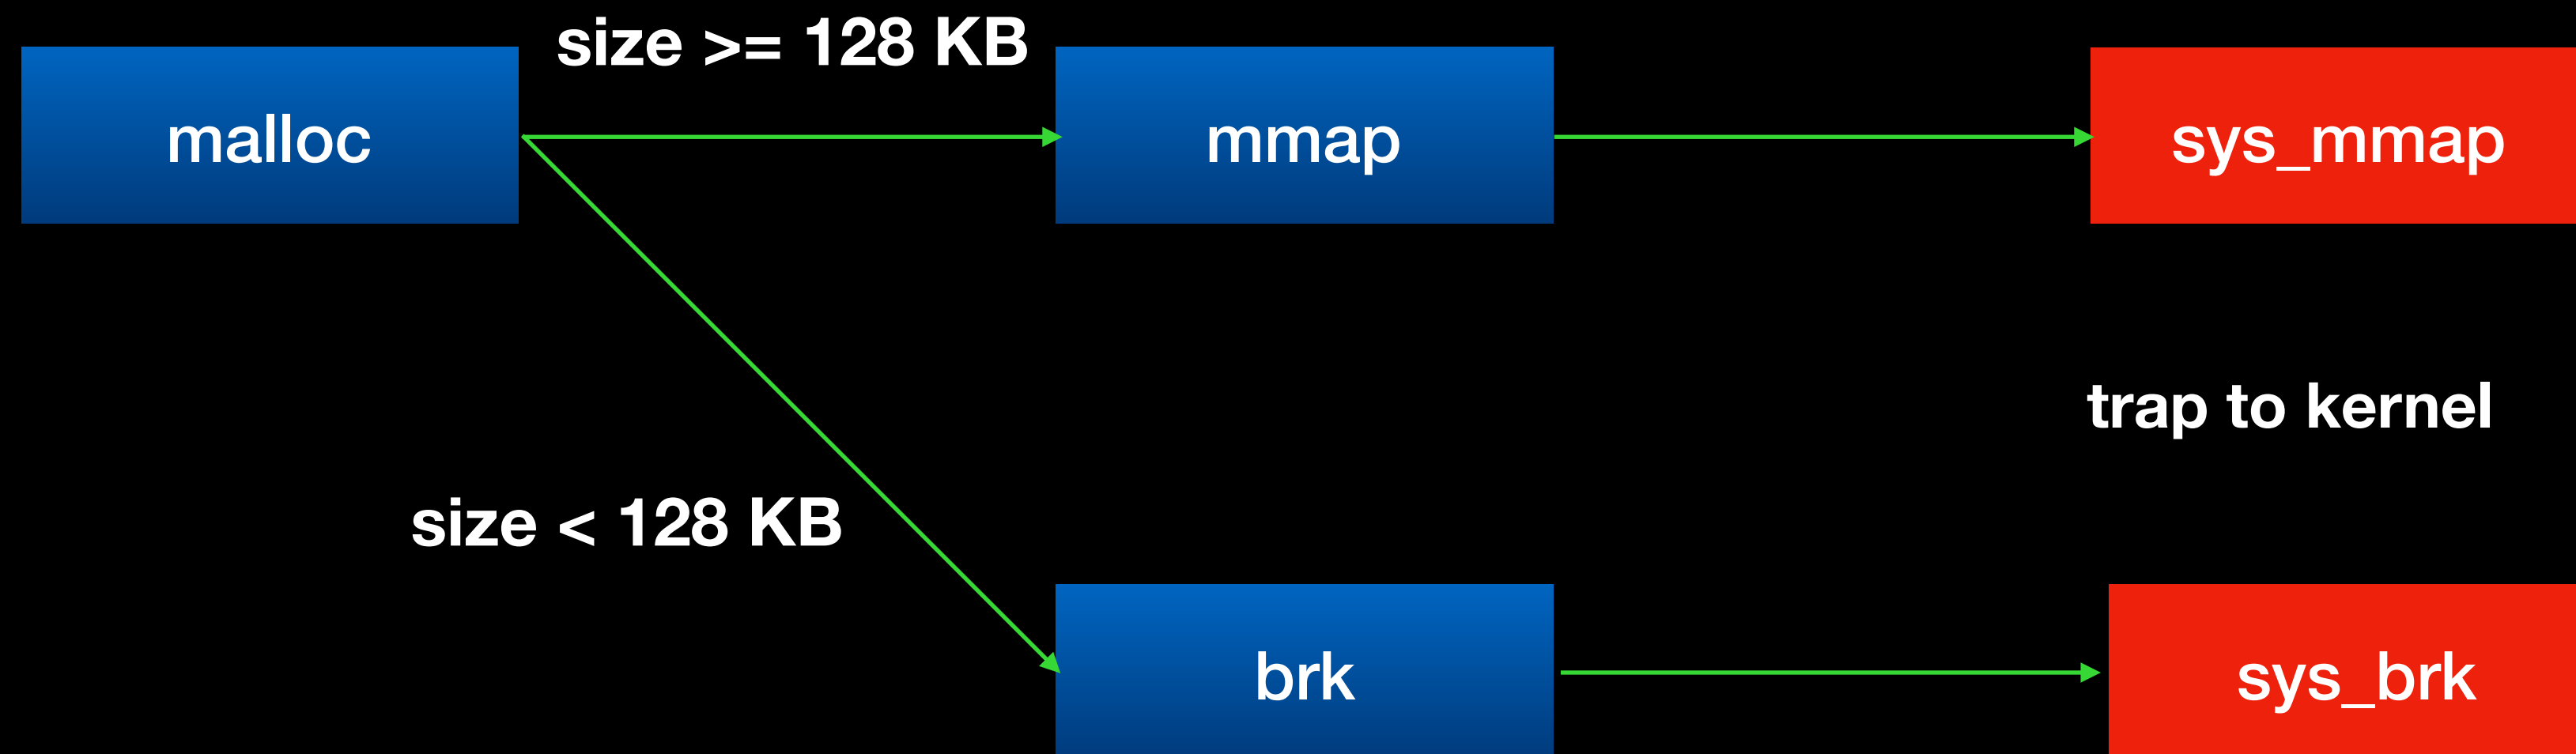 size >= 128 KB
malloc
mmap
sys_mmap
trap to kernel
size < 128 KB
brk
sys_brk